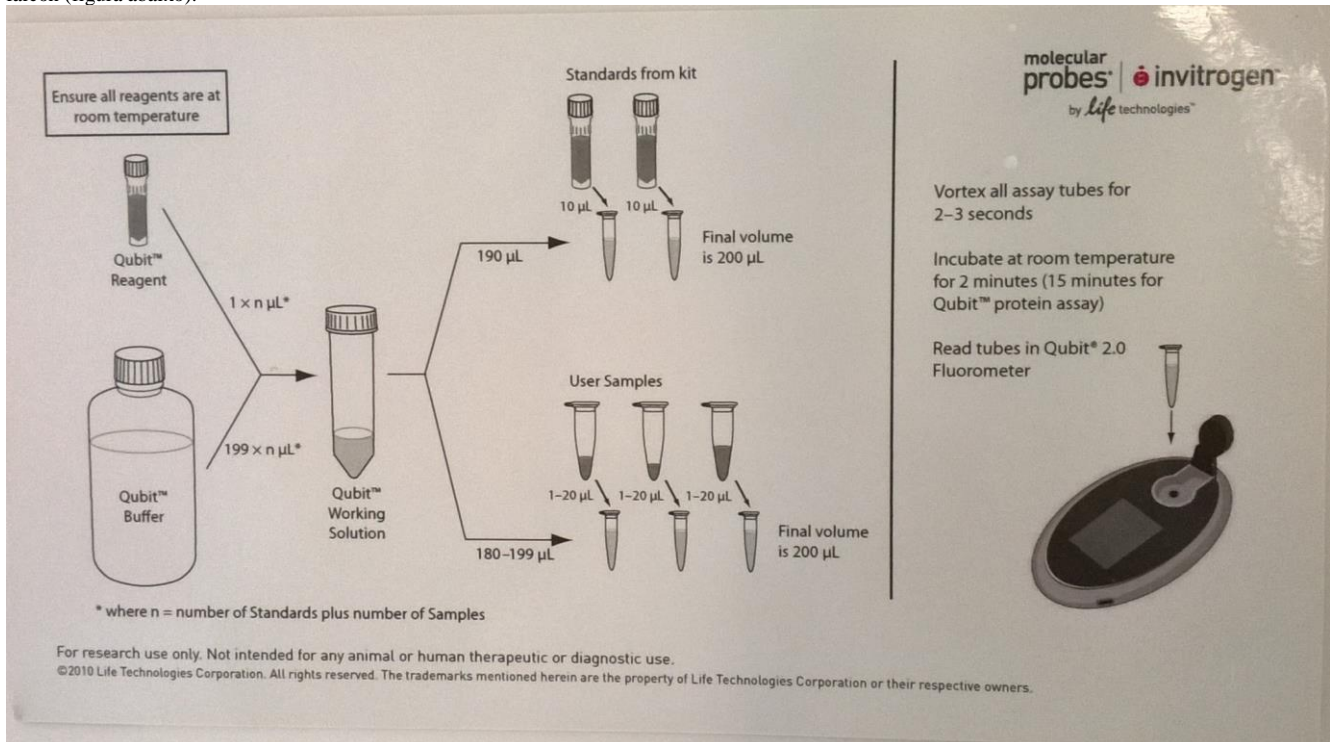 Ensure all reagents are at
room temperature
Qubit™
Reagent
1 × n µL*
Qubit™
Buffer
199 × n µL*
Qubit™
Working
Solution
Standards from kit
190 µL
10 µL
10 µL
Final volume
is 200 µL
User Samples
1–20 µL
1–20 µL
1–20 µL
180–199 µL
Final volume
is 200 µL
* where n = number of Standards plus number of Samples
molecular
probes® | invitrogen™
by life technologies™
Vortex all assay tubes for
2–3 seconds
Incubate at room temperature
for 2 minutes (15 minutes for
Qubit™ protein assay)
Read tubes in Qubit® 2.0
Fluorometer
For research use only. Not intended for any animal or human therapeutic or diagnostic use.
©2010 Life Technologies Corporation. All rights reserved. The trademarks mentioned herein are the property of Life Technologies Corporation or their respective owners.